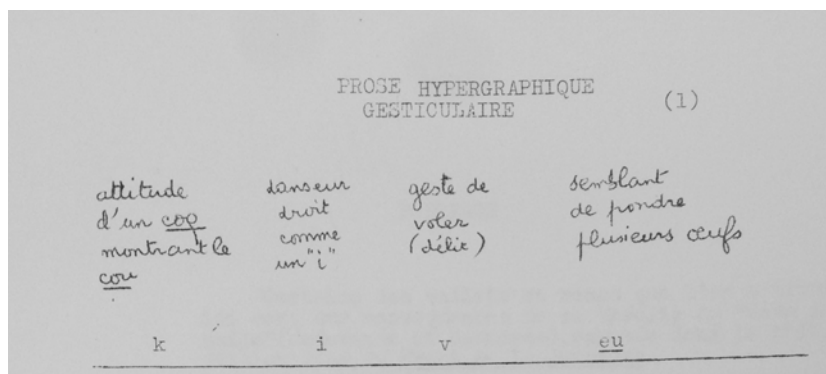 PROSE HYPERGRAPHIQUE
GESTICULAIRE (1)
attitude
d'un coq
montrant le
cou
danseur
droit
comme
un "i"
geste de
voler
(délit)
semblant
de pondre
plusieurs œufs
k i v eu